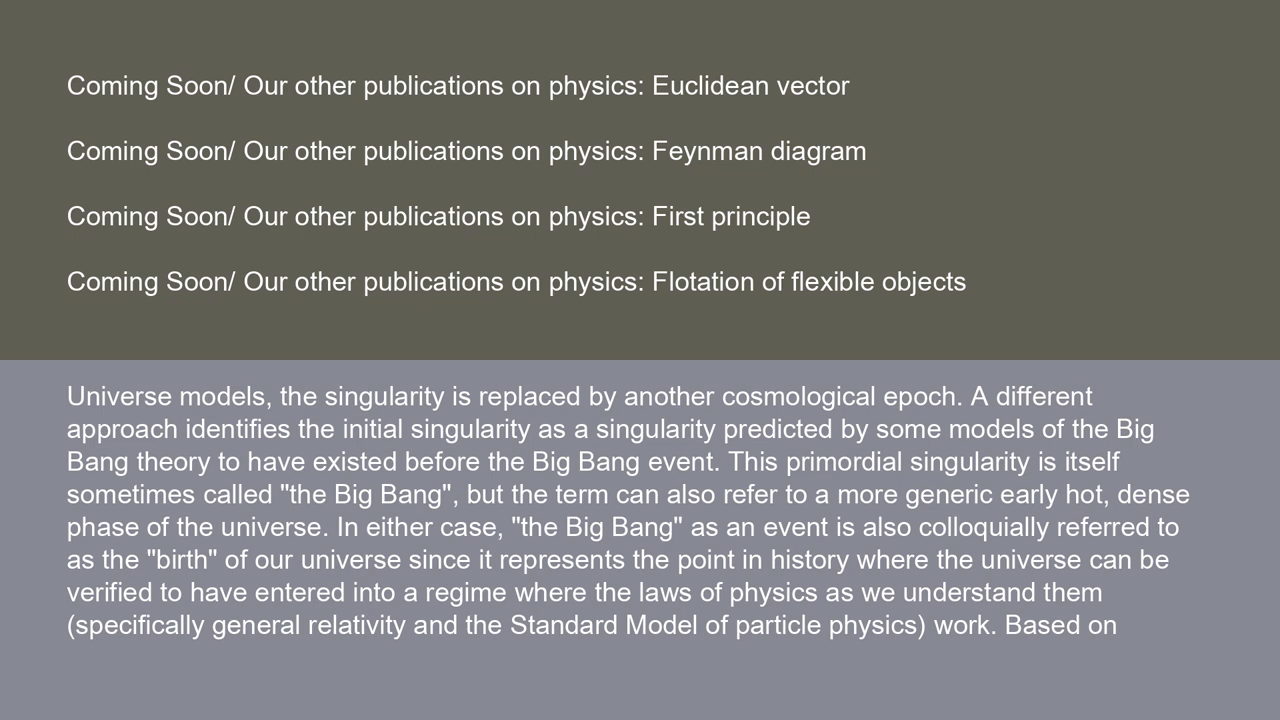 Coming Soon/ Our other publications on physics: Euclidean vector
Coming Soon/ Our other publications on physics: Feynman diagram
Coming Soon/ Our other publications on physics: First principle
Coming Soon/ Our other publications on physics: Flotation of flexible objects
Universe models, the singularity is replaced by another cosmological epoch. A different
approach identifies the initial singularity as a singularity predicted by some models of the Big
Bang theory to have existed before the Big Bang event. This primordial singularity is itself
sometimes called "the Big Bang", but the term can also refer to a more generic early hot, dense
phase of the universe. In either case, "the Big Bang" as an event is also colloquially referred to
as the "birth" of our universe since it represents the point in history where the universe can be
verified to have entered into a regime where the laws of physics as we understand them
(specifically general relativity and the Standard Model of particle physics) work. Based on